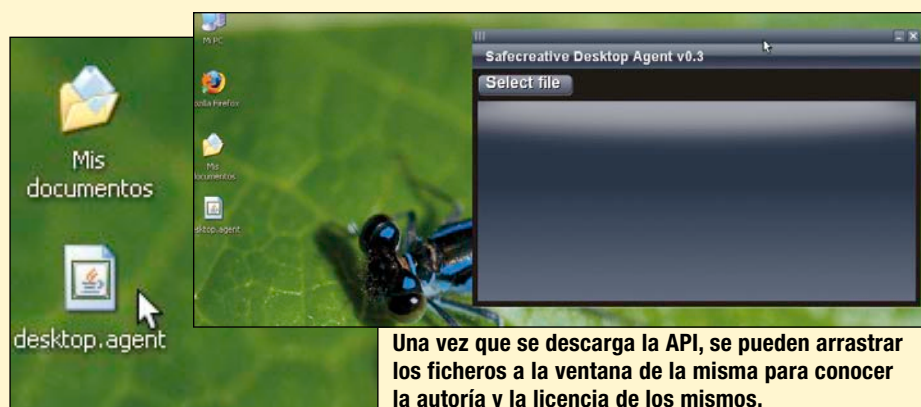 Mis
documentos
desktop.agent
Mi PC
Mozilla Firefox
Mis
documentos
desktop.agent
Safecreative Desktop Agent v0.3
Select file
Una vez que se descarga la API, se pueden arrastrar
los ficheros a la ventana de la misma para conocer
la autoría y la licencia de los mismos.